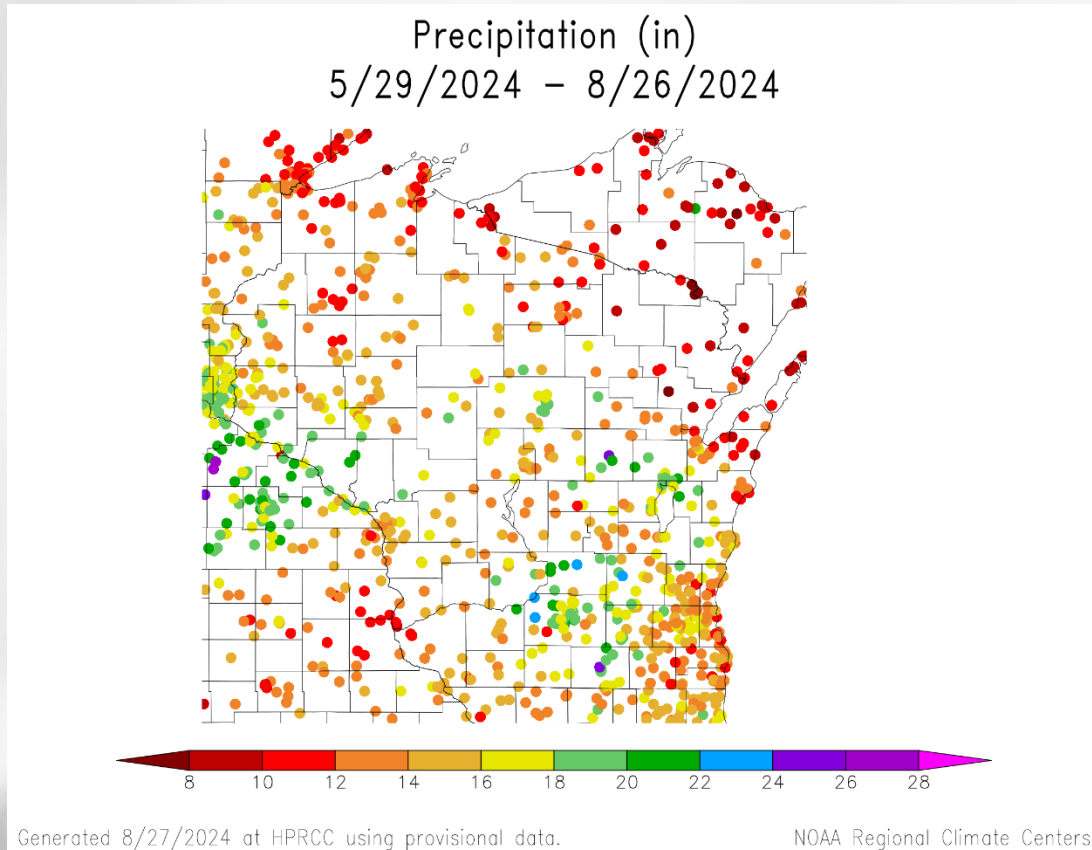 Precipitation (in)
5/29/2024 – 8/26/2024
8 10 12 14 16 18 20 22 24 26 28
Generated 8/27/2024 at HPRCC using provisional data. NOAA Regional Climate Centers